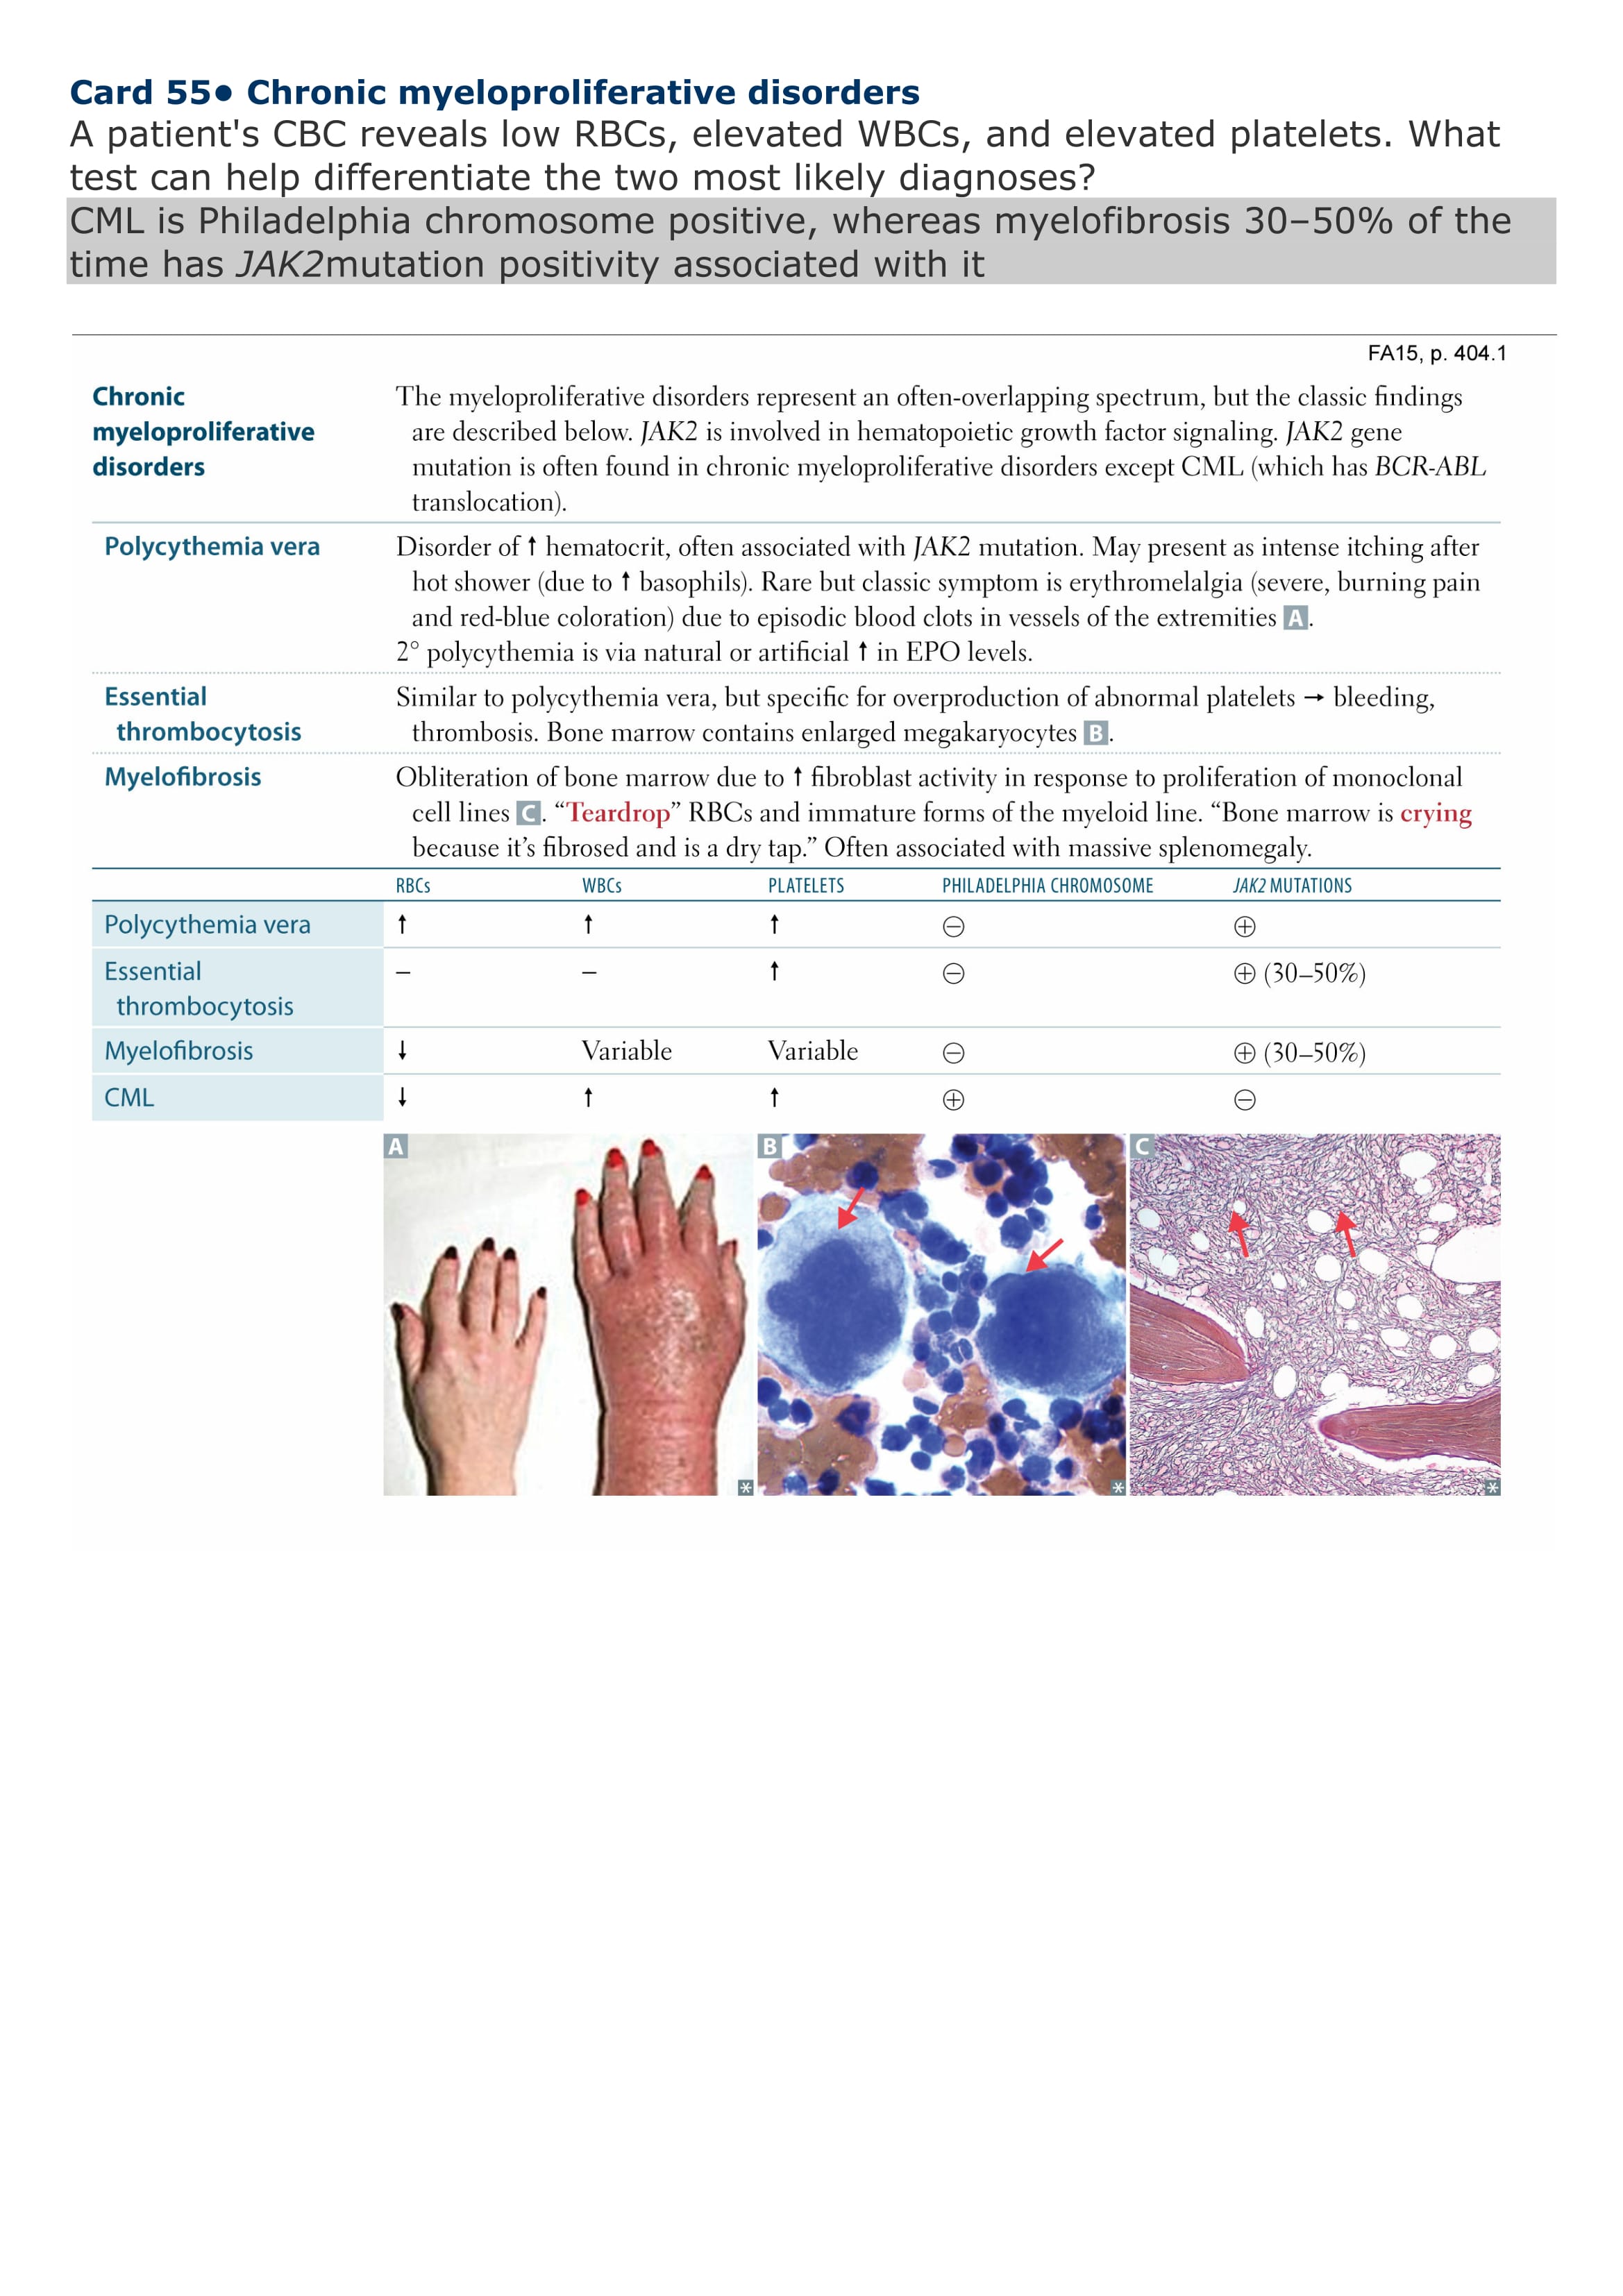 Card 55● Chronic myeloproliferative disorders
A patient's CBC reveals low RBCs, elevated WBCs, and elevated platelets. What
test can help differentiate the two most likely diagnoses?
CML is Philadelphia chromosome positive, whereas myelofibrosis 30–50% of the
time has JAK2mutation positivity associated with it
FA15, p. 404.1
Chronic
myeloproliferative
disorders
The myeloproliferative disorders represent an often-overlapping spectrum, but the classic findings
are described below. JAK2 is involved in hematopoietic growth factor signaling. JAK2 gene
mutation is often found in chronic myeloproliferative disorders except CML (which has BCR-ABL
translocation).
Polycythemia vera
Disorder of ↑ hematocrit, often associated with JAK2 mutation. May present as intense itching after
hot shower (due to ↑ basophils). Rare but classic symptom is erythromelalgia (severe, burning pain
and red-blue coloration) due to episodic blood clots in vessels of the extremities A.
2° polycythemia is via natural or artificial ↑ in EPO levels.
Essential
thrombocytosis
Similar to polycythemia vera, but specific for overproduction of abnormal platelets → bleeding,
thrombosis. Bone marrow contains enlarged megakaryocytes B.
Myelofibrosis
Obliteration of bone marrow due to ↑ fibroblast activity in response to proliferation of monoclonal
cell lines C. “Teardrop” RBCs and immature forms of the myeloid line. “Bone marrow is crying
because it’s fibrosed and is a dry tap.” Often associated with massive splenomegaly.
RBCs WBCs PLATELETS PHILADELPHIA CHROMOSOME JAK2 MUTATIONS
Polycythemia vera ↑ ↑ ↑ ⊖ ⊕
Essential
thrombocytosis
– – ↑ ⊖ ⊕ (30–50%)
Myelofibrosis ↓ Variable Variable ⊖ ⊕ (30–50%)
CML ↓ ↑ ↑ ⊕ ⊖
A B C
* * *